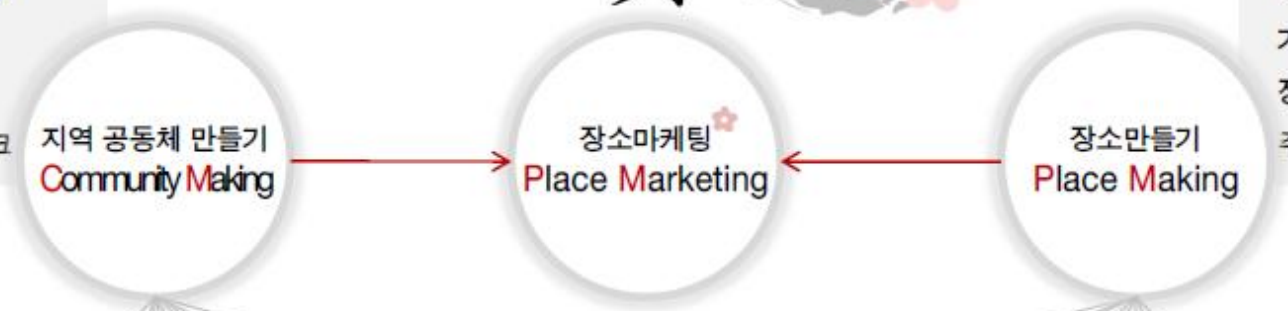 지역 공동체 만들기
Community Making
장소마케팅
Place Marketing
장소만들기
Place Making